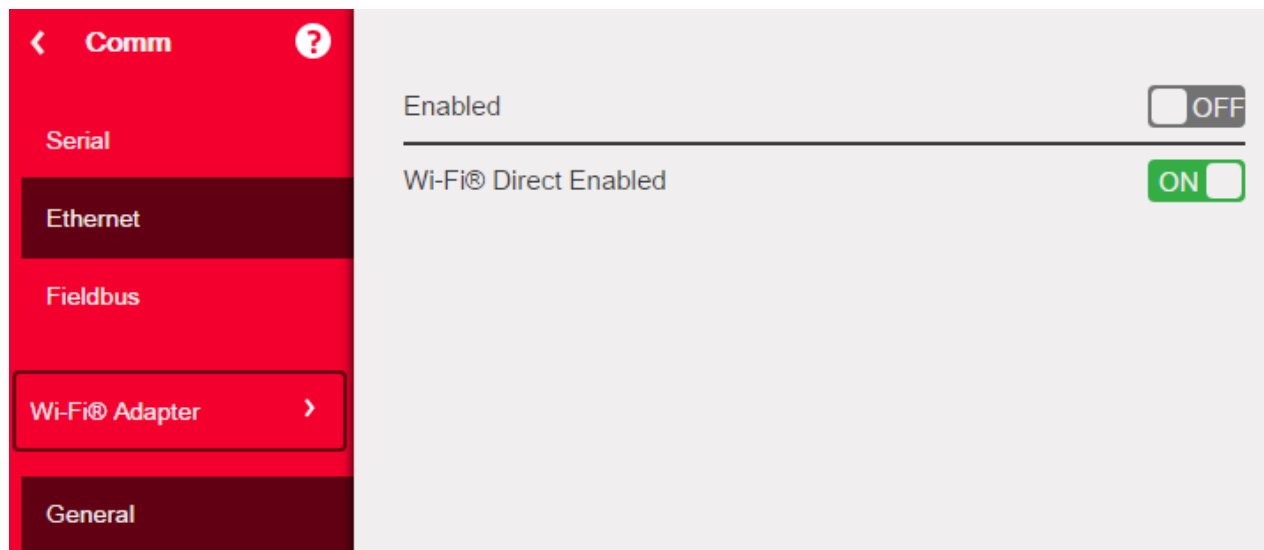 Comm ?
Serial
Ethernet
Fieldbus
Wi-Fi® Adapter
General
Enabled OFF
Wi-Fi® Direct Enabled ON